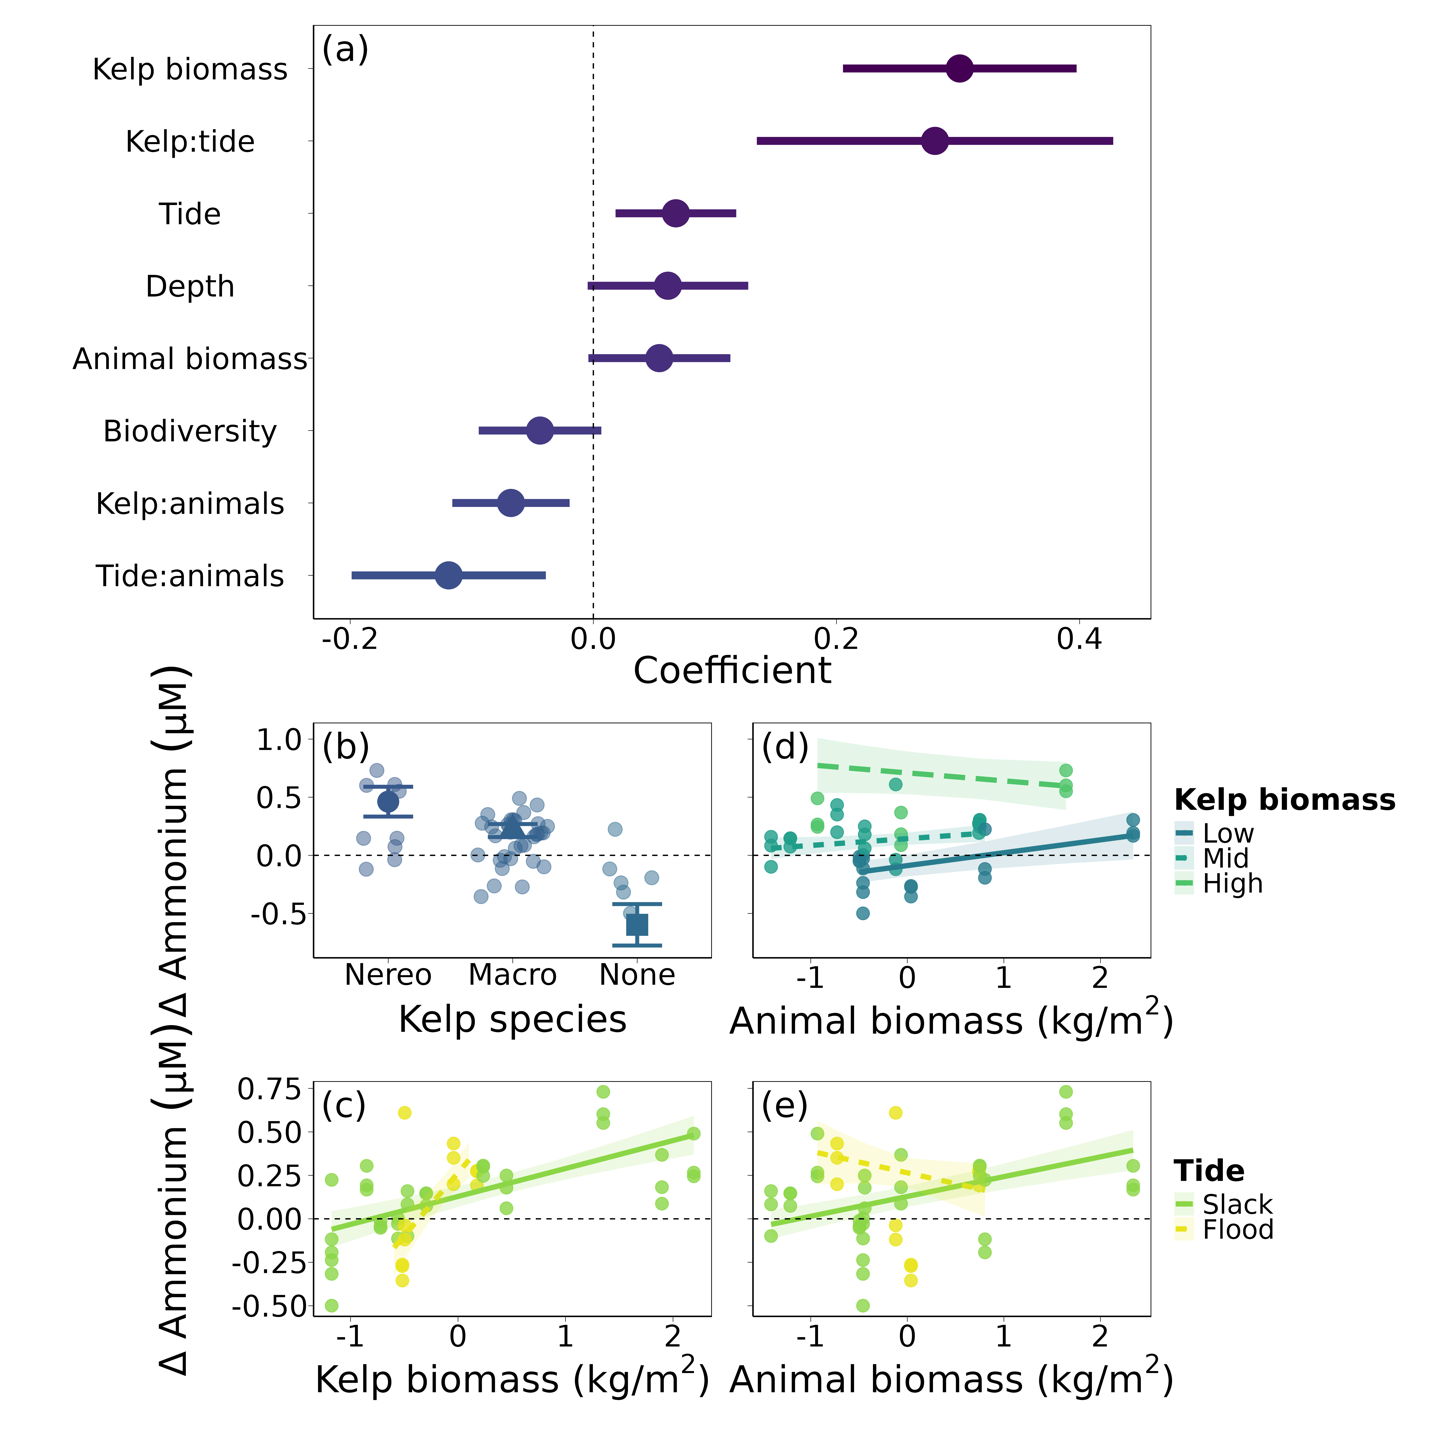 (a)
Kelp biomass
Kelp:tide
Tide
Depth
Animal biomass
Biodiversity
Kelp:animals
Tide:animals
-0.2 0.0 0.2 0.4
Coefficient
Δ Ammonium (μM)
(b)
1.0
0.5
0.0
-0.5
Nereo Macro None
Kelp species
(d)
-1 0 1 2
Animal biomass (kg/m2)
Kelp biomass
Low
Mid
High
Δ Ammonium (μM)
(c)
0.75
0.50
0.25
0.00
-0.25
-0.50
-1 0 1 2
Kelp biomass (kg/m2)
(e)
-1 0 1 2
Animal biomass (kg/m2)
Tide
Slack
Flood